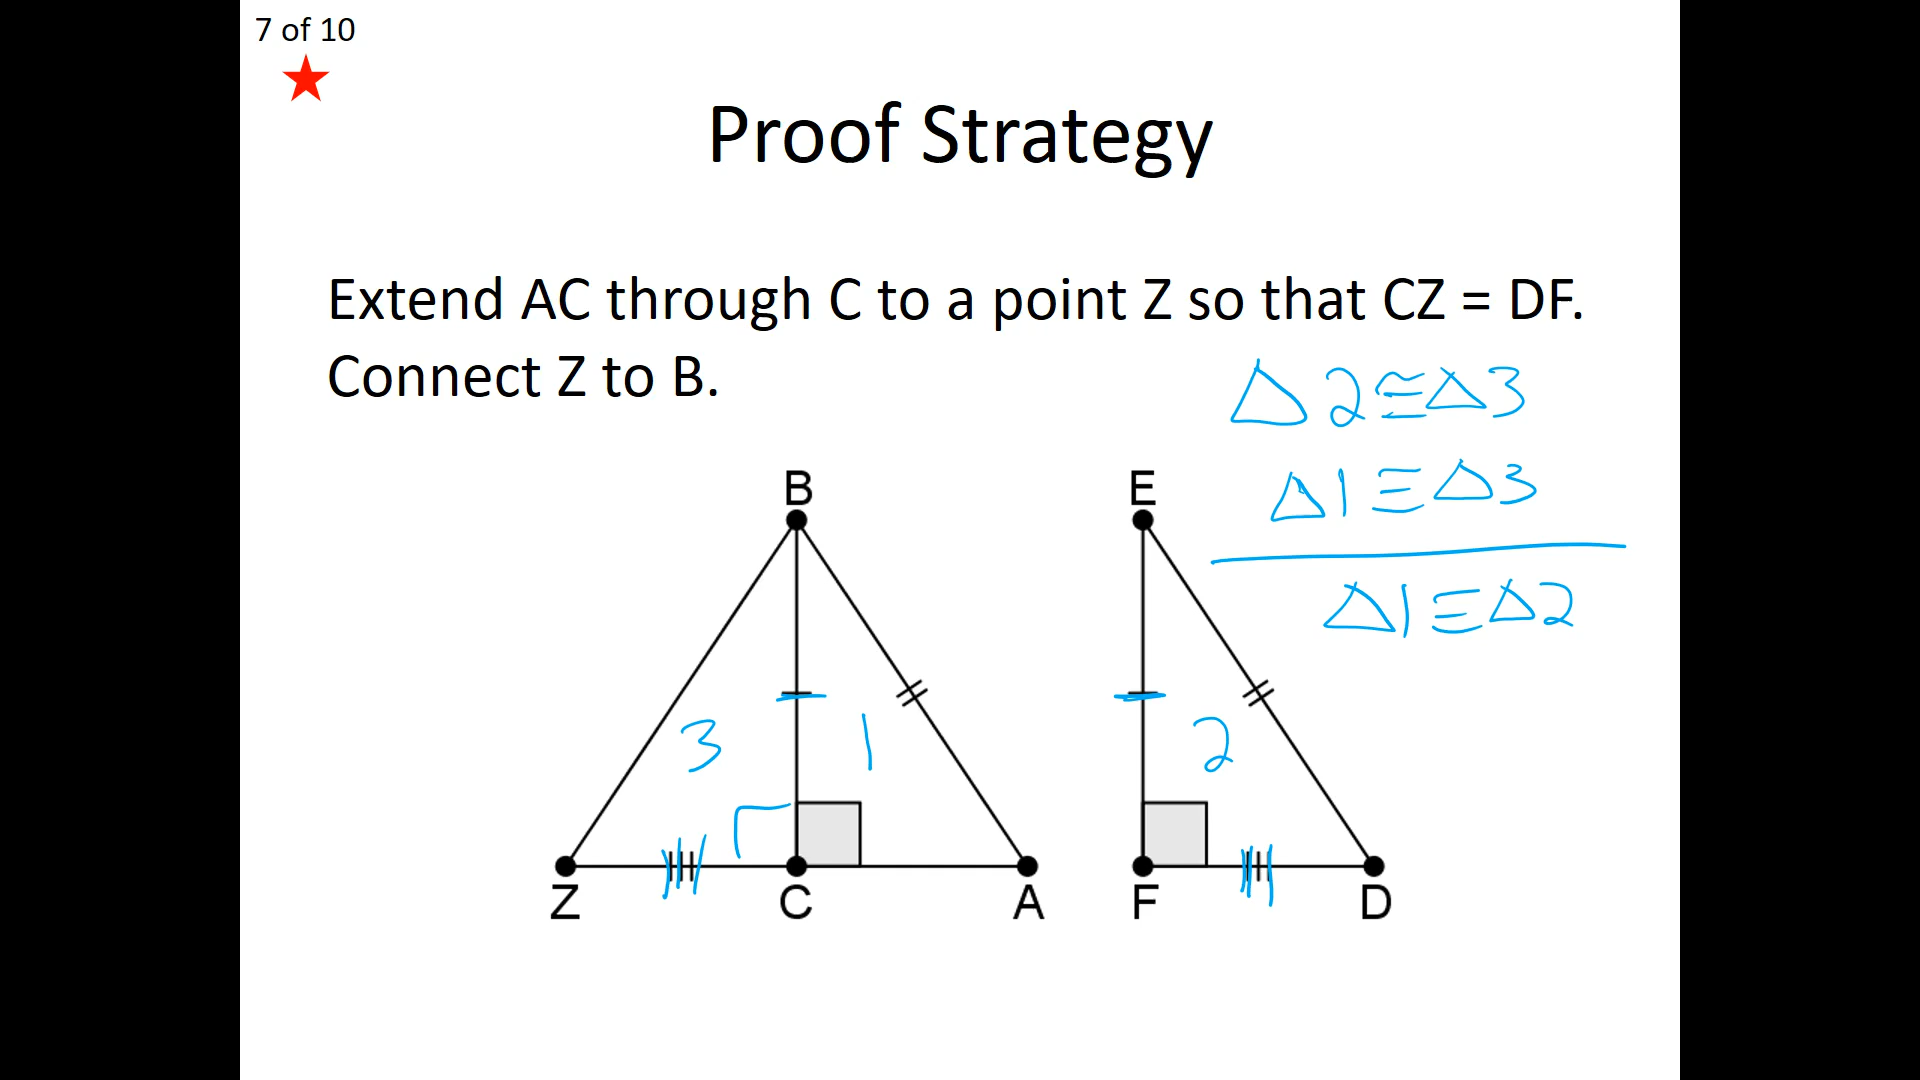 7 of 10
Proof Strategy
Extend AC through C to a point Z so that CZ = DF.
Connect Z to B.
△2≅△3
△1≅△3
△1≅△2
B
E
3
1
2
Z
C
A
F
D